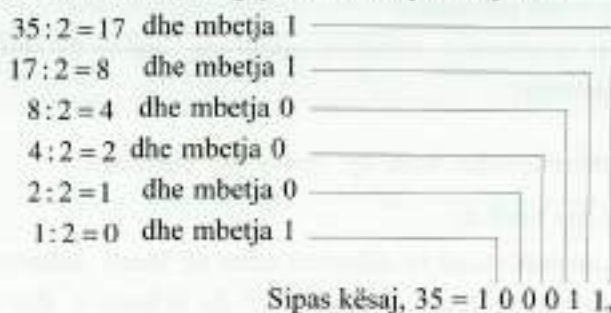 35 : 2 = 17 dhe mbetja 1
17 : 2 = 8 dhe mbetja 1
8 : 2 = 4 dhe mbetja 0
4 : 2 = 2 dhe mbetja 0
2 : 2 = 1 dhe mbetja 0
1 : 2 = 0 dhe mbetja 1
Sipas kësaj, 35 = 1 0 0 0 1 1,